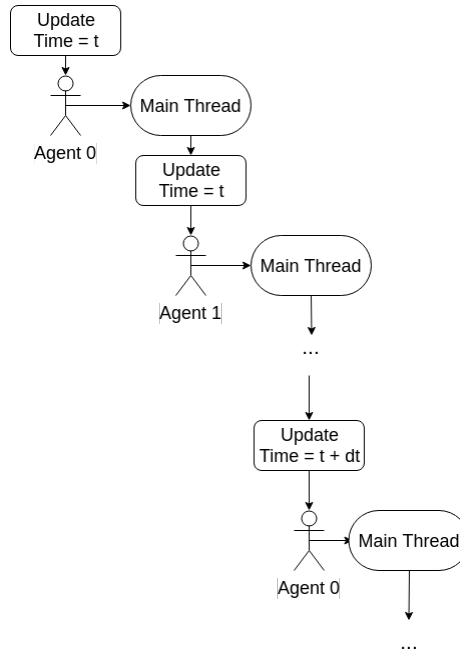 Update
Time = t
Main Thread
Agent 0
Update
Time = t
Main Thread
Agent 1
...
Update
Time = t + dt
Main Thread
Agent 0
...